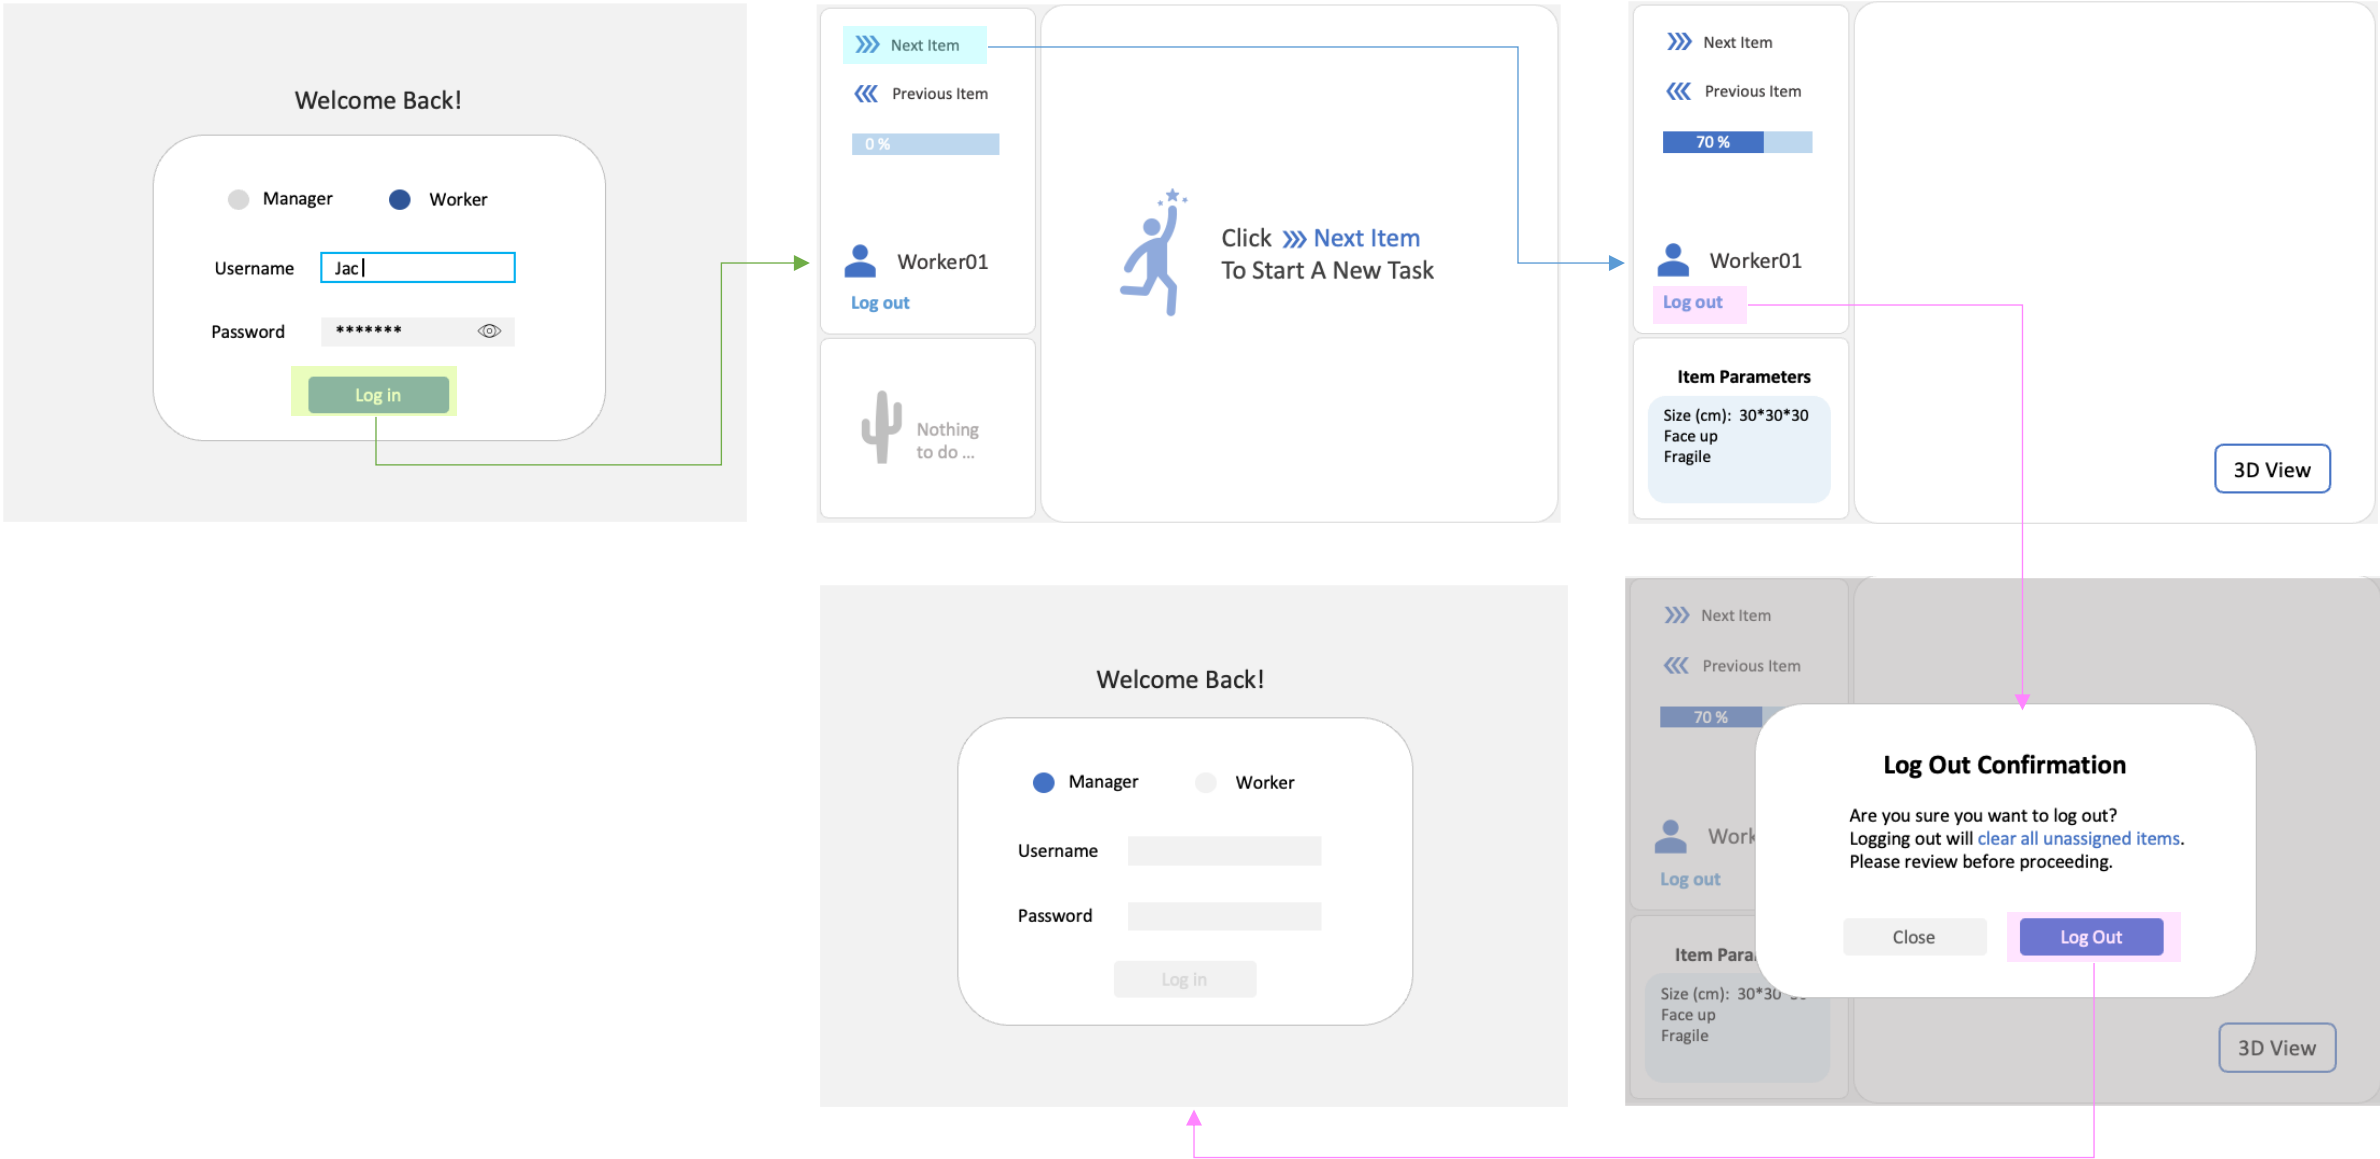 Welcome Back!
Manager
Worker
Username
Jac
Password
*******
Log in
Next Item
Previous Item
0 %
Worker01
Log out
Nothing
to do ...
Click Next Item
To Start A New Task
Next Item
Previous Item
70 %
Worker01
Log out
Item Parameters
Size (cm): 30*30*30
Face up
Fragile
3D View
Welcome Back!
Manager
Worker
Username
Password
Log in
Next Item
Previous Item
70 %
Work
Log out
Item Para
Size (cm): 30*30
Face up
Fragile
3D View
Log Out Confirmation
Are you sure you want to log out?
Logging out will clear all unassigned items.
Please review before proceeding.
Close
Log Out